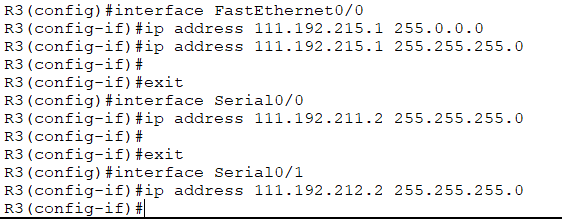 R3(config)#interface FastEthernet0/0
R3(config-if)#ip address 111.192.215.1 255.0.0.0
R3(config-if)#ip address 111.192.215.1 255.255.255.0
R3(config-if)#
R3(config-if)#exit
R3(config)#interface Serial0/0
R3(config-if)#ip address 111.192.211.2 255.255.255.0
R3(config-if)#
R3(config-if)#exit
R3(config)#interface Serial0/1
R3(config-if)#ip address 111.192.212.2 255.255.255.0
R3(config-if)#